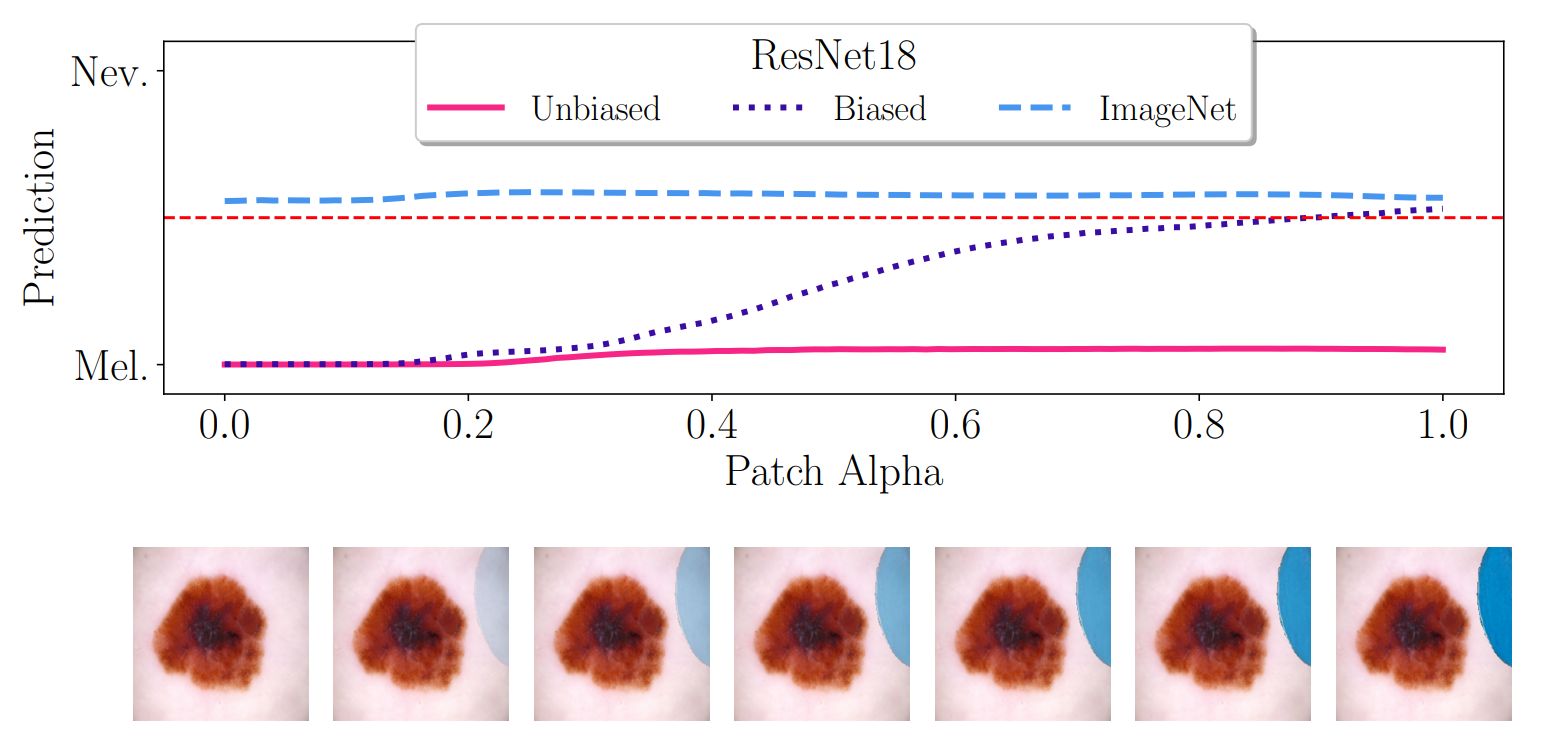 ResNet18
Unbiased Biased ImageNet
Nev.
Prediction
Mel.
0.0 0.2 0.4 0.6 0.8 1.0
Patch Alpha